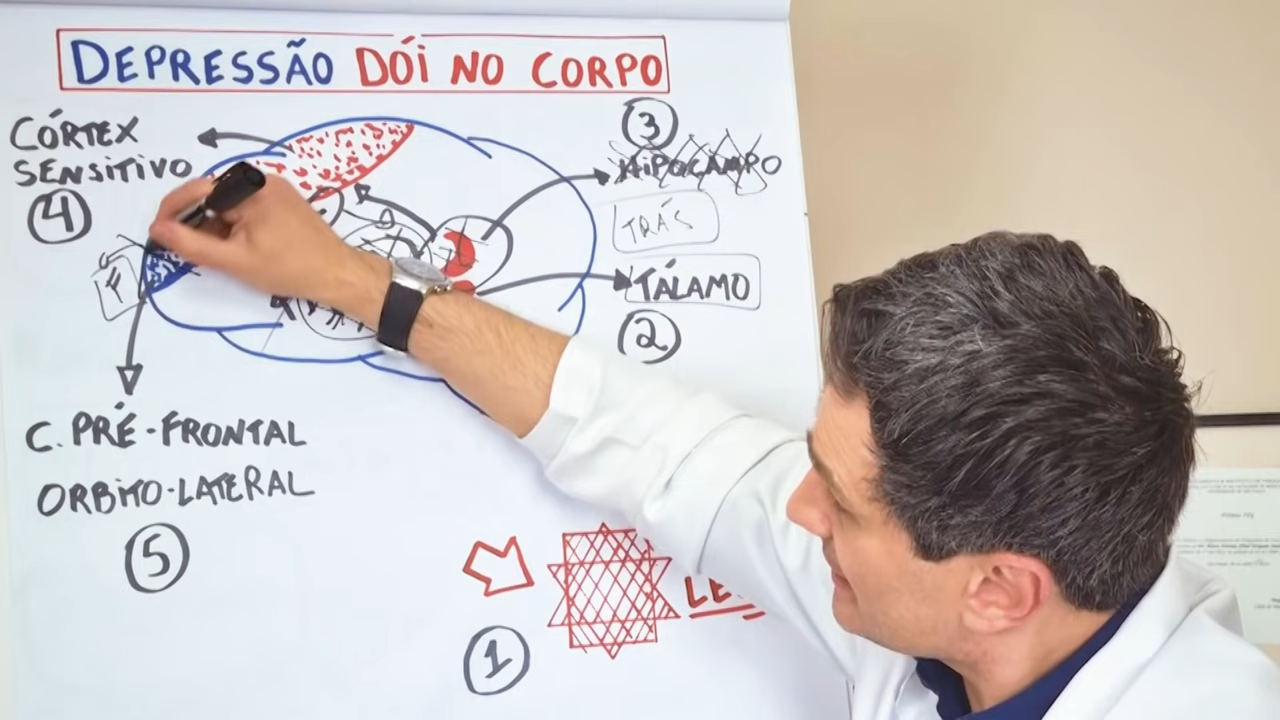 DEPRESSÃO DÓI NO CORPO
CÓRTEX
SENSITIVO
4
3
HIPOCAMPO
TRÁS
TÁLAMO
2
F
C. PRÉ-FRONTAL
ORBITO-LATERAL
5
1